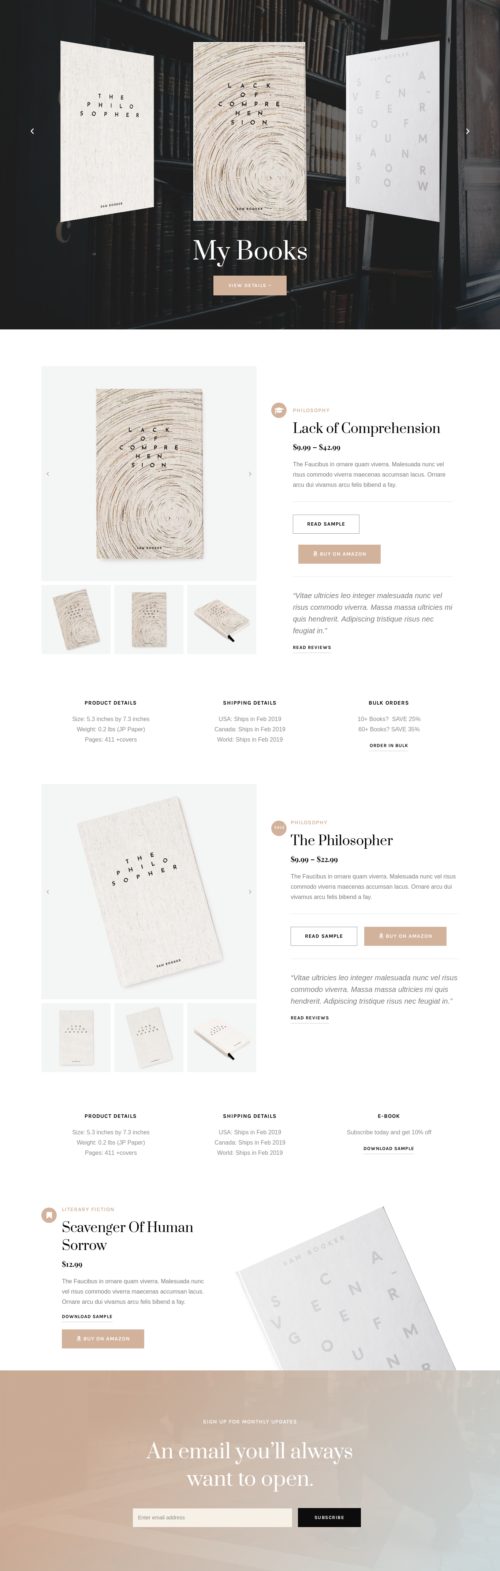 THE
PHILO
SOPHER
SAM BOOKER
LACK
OF
COMPRE
HEN
SION
SAM BOOKER
SAM BOOKER
S C A
V E N -
G E R
O F
H U M
A N
S O R
R O W
My Books
VIEW DETAILS
LACK
OF
COMPRE
HEN
SION
SAM BOOKER
PHILOSOPHY
Lack of Comprehension
$9.99 – $42.99
The Faucibus in ornare quam viverra. Malesuada nunc vel
risus commodo viverra maecenas accumsan lacus. Ornare
arcu dui vivamus arcu felis bibend a fay.
READ SAMPLE
BUY ON AMAZON
"Vitae ultricies leo integer malesuada nunc vel
risus commodo viverra. Massa massa ultricies mi
quis hendrerit. Adipiscing tristique risus nec
feugiat in."
READ REVIEWS
PRODUCT DETAILS
Size: 5.3 inches by 7.3 inches
Weight: 0.2 lbs (JP Paper)
Pages: 411 +covers
SHIPPING DETAILS
USA: Ships in Feb 2019
Canada: Ships in Feb 2019
World: Ships in Feb 2019
BULK ORDERS
10+ Books? SAVE 25%
60+ Books? SAVE 35%
ORDER IN BULK
THE
PHILO
SOPHER
SAM BOOKER
PHILOSOPHY
The Philosopher
$9.99 – $22.99
The Faucibus in ornare quam viverra. Malesuada nunc vel risus
commodo viverra maecenas accumsan lacus. Ornare arcu dui
vivamus arcu felis bibend a fay.
READ SAMPLE
BUY ON AMAZON
"Vitae ultricies leo integer malesuada nunc vel risus
commodo viverra. Massa massa ultricies mi quis
hendrerit. Adipiscing tristique risus nec feugiat in."
READ REVIEWS
PRODUCT DETAILS
Size: 5.3 inches by 7.3 inches
Weight: 0.2 lbs (JP Paper)
Pages: 411 +covers
SHIPPING DETAILS
USA: Ships in Feb 2019
Canada: Ships in Feb 2019
World: Ships in Feb 2019
E-BOOK
Subscribe today and get 10% off
DOWNLOAD SAMPLE
LITERARY FICTION
Scavenger Of Human
Sorrow
$12.99
The Faucibus in ornare quam viverra. Malesuada nunc
vel risus commodo viverra maecenas accumsan lacus.
Ornare arcu dui vivamus arcu felis bibend a fay.
DOWNLOAD SAMPLE
BUY ON AMAZON
SAM BOOKER
S C A
V E N -
G E R
O F
H U M
SIGN UP FOR MONTHLY UPDATES
An email you'll always
want to open.
Enter email address
SUBSCRIBE